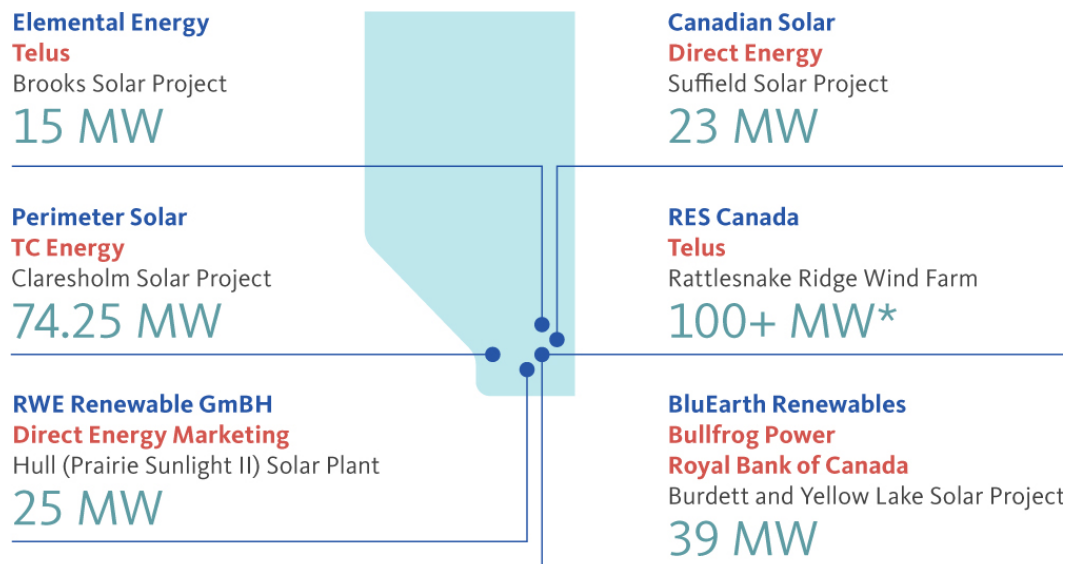 Elemental Energy
Telus
Brooks Solar Project
15 MW
Canadian Solar
Direct Energy
Suffield Solar Project
23 MW
Perimeter Solar
TC Energy
Claresholm Solar Project
74.25 MW
RES Canada
Telus
Rattlesnake Ridge Wind Farm
100+ MW*
RWE Renewable GmBH
Direct Energy Marketing
Hull (Prairie Sunlight II) Solar Plant
25 MW
BluEarth Renewables
Bullfrog Power
Royal Bank of Canada
Burdett and Yellow Lake Solar Project
39 MW